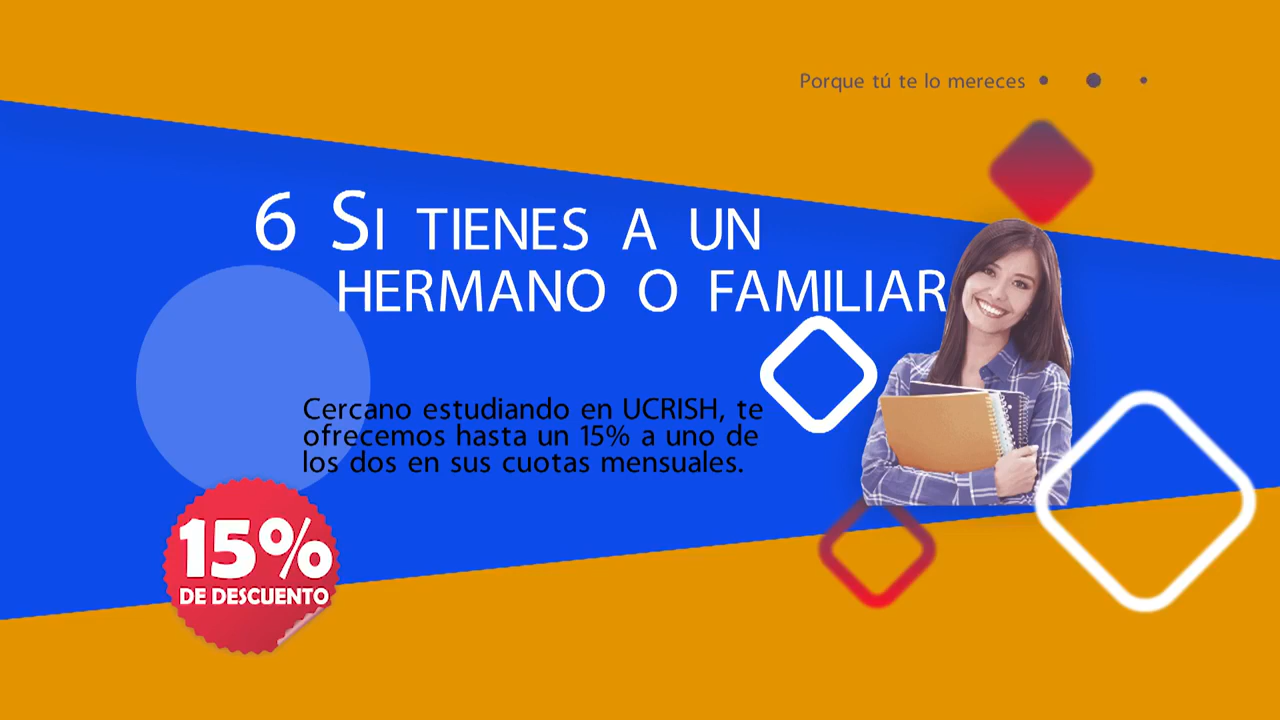 Porque tú te lo mereces
6 Si tienes a un
hermano o familiar
Cercano estudiando en UCRISH, te
ofrecemos hasta un 15% a uno de
los dos en sus cuotas mensuales.
15%
DE DESCUENTO